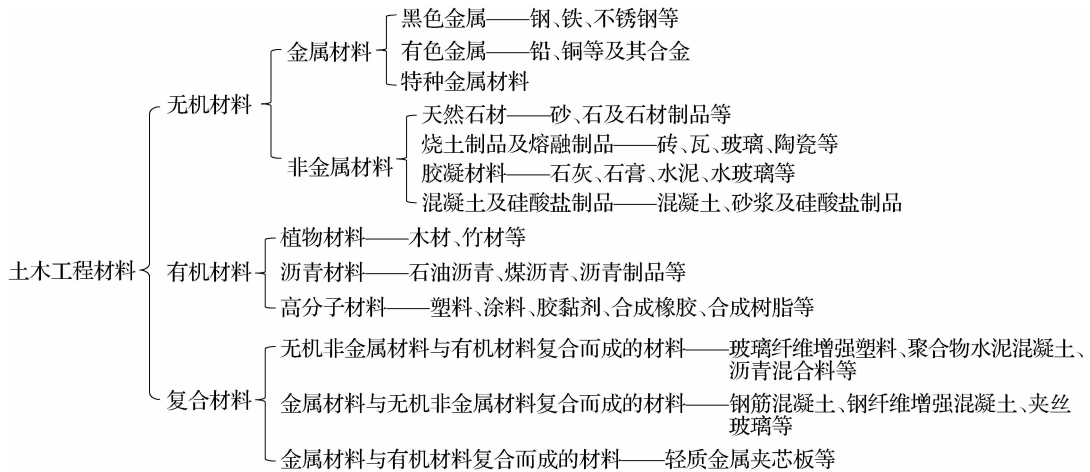 土木工程材料
无机材料
金属材料
黑色金属——钢、铁、不锈钢等
有色金属——铅、铜等及其合金
特种金属材料
非金属材料
天然石材——砂、石及石材制品等
烧土制品及熔融制品——砖、瓦、玻璃、陶瓷等
胶凝材料——石灰、石膏、水泥、水玻璃等
混凝土及硅酸盐制品——混凝土、砂浆及硅酸盐制品
有机材料
植物材料——木材、竹材等
沥青材料——石油沥青、煤沥青、沥青制品等
高分子材料——塑料、涂料、胶黏剂、合成橡胶、合成树脂等
复合材料
无机非金属材料与有机材料复合而成的材料——玻璃纤维增强塑料、聚合物水泥混凝土、
沥青混合料等
金属材料与无机非金属材料复合而成的材料——钢筋混凝土、钢纤维增强混凝土、夹丝
玻璃等
金属材料与有机材料复合而成的材料——轻质金属夹芯板等